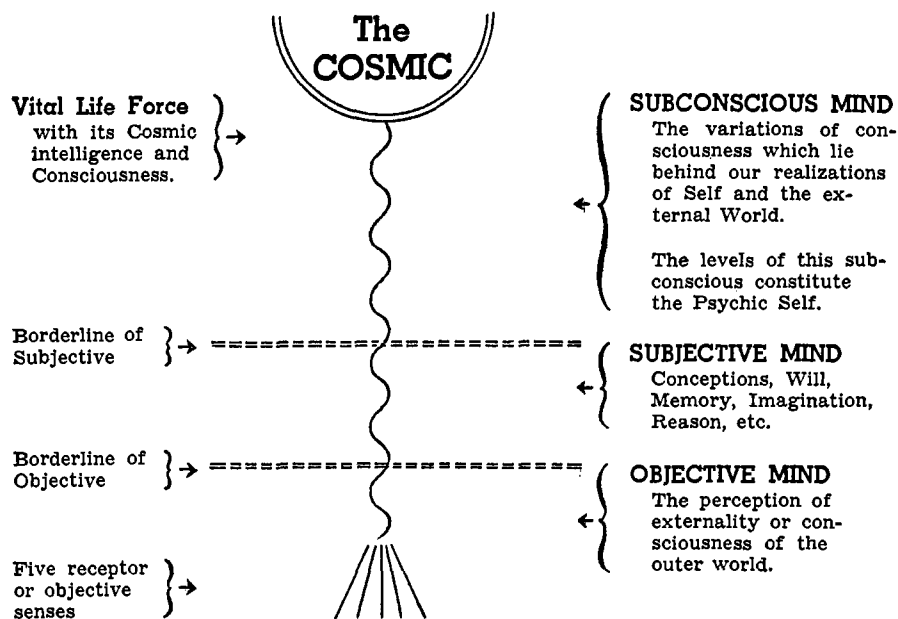 The
COSMIC
Vital Life Force
with its Cosmic
intelligence and
Consciousness.
SUBCONSCIOUS MIND
The variations of con-
sciousness which lie
behind our realizations
of Self and the ex-
ternal World.
The levels of this sub-
conscious constitute
the Psychic Self.
Borderline of
Subjective
SUBJECTIVE MIND
Conceptions, Will,
Memory, Imagination,
Reason, etc.
Borderline of
Objective
OBJECTIVE MIND
The perception of
externality or con-
sciousness of the
outer world.
Five receptor
or objective
senses